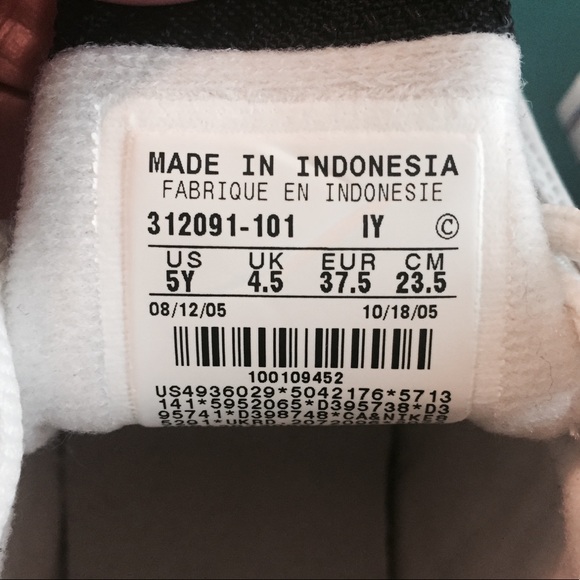 MADE IN INDONESIA
FABRIQUE EN INDONESIE
312091-101 IY ©
US UK EUR CM
5Y 4.5 37.5 23.5
08/12/05 10/18/05
100109452
US4936029*5042176*5713
141*5952065*D395738*D3
95741*D398748*CA&NIKE